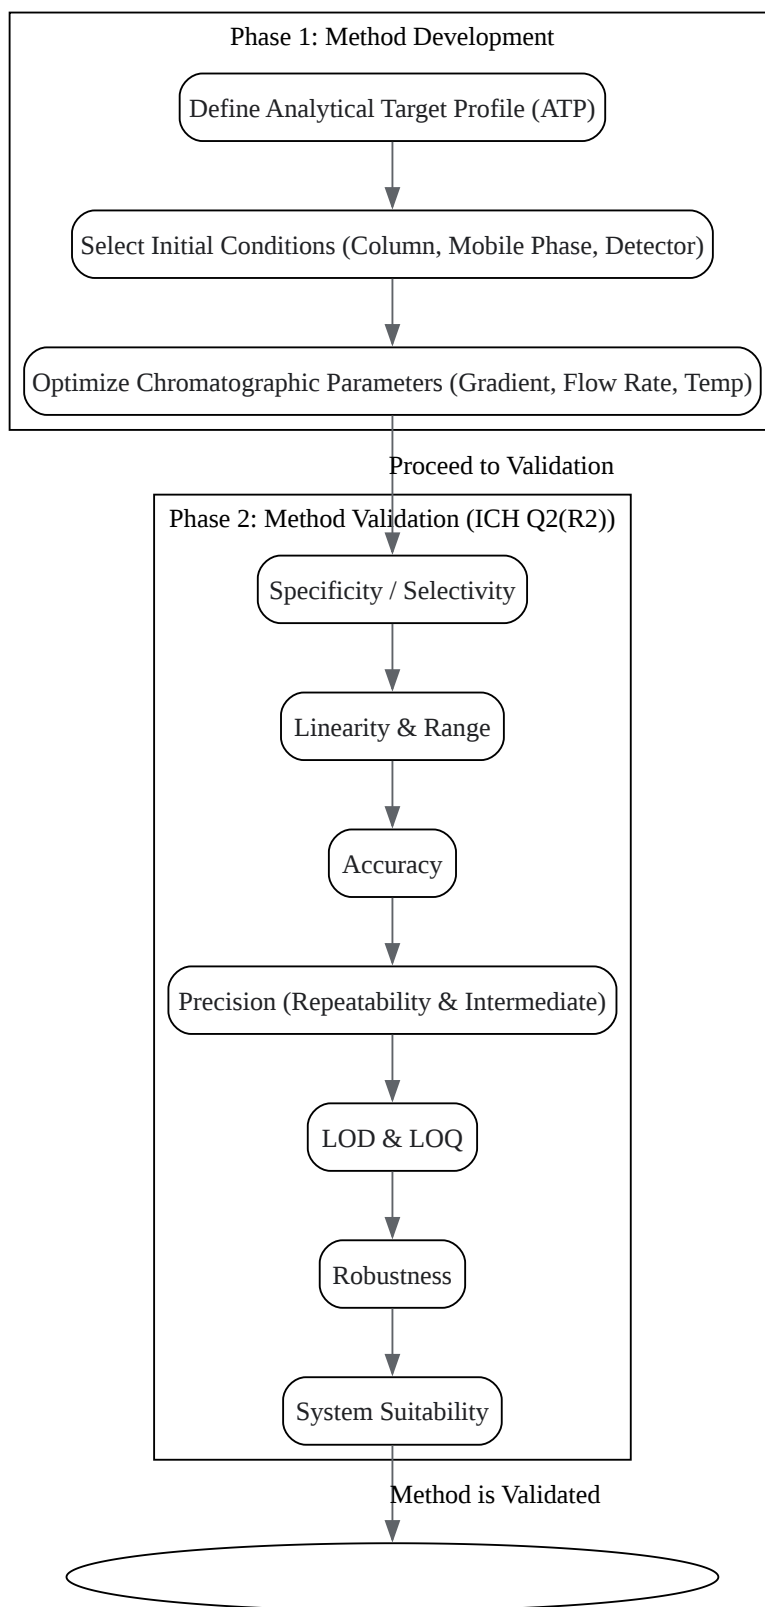 Phase 1: Method Development
Define Analytical Target Profile (ATP)
Select Initial Conditions (Column, Mobile Phase, Detector)
Optimize Chromatographic Parameters (Gradient, Flow Rate, Temp)
Proceed to Validation
Phase 2: Method Validation (ICH Q2(R2))
Specificity / Selectivity
Linearity & Range
Accuracy
Precision (Repeatability & Intermediate)
LOD & LOQ
Robustness
System Suitability
Method is Validated